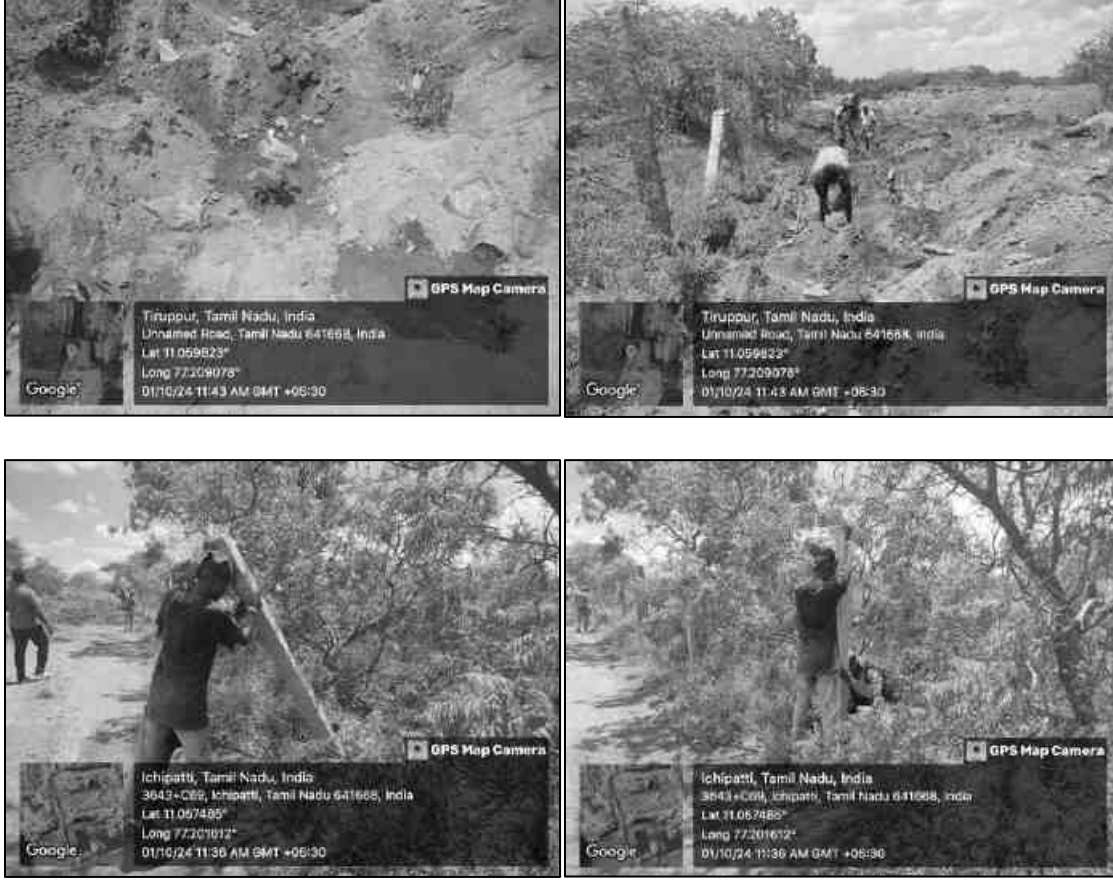 GPS Map Camera
Tiruppur, Tamil Nadu, India
Unnamed Road, Tamil Nadu 641668, India
Lat 11.059823°
Long 77.209078°
01/10/24 11:43 AM GMT +05:30
Google
GPS Map Camera
Tiruppur, Tamil Nadu, India
Unnamed Road, Tamil Nadu 641668, India
Lat 11.059823°
Long 77.209078°
01/10/24 11:43 AM GMT +05:30
Google
GPS Map Camera
Ichipatti, Tamil Nadu, India
3643+C69, Ichipatti, Tamil Nadu 641668, India
Lat 11.057485°
Long 77.201612°
01/10/24 11:36 AM GMT +05:30
Google
GPS Map Camera
Ichipatti, Tamil Nadu, India
3643+C69, Ichipatti, Tamil Nadu 641668, India
Lat 11.057485°
Long 77.201612°
01/10/24 11:36 AM GMT +05:30
Google